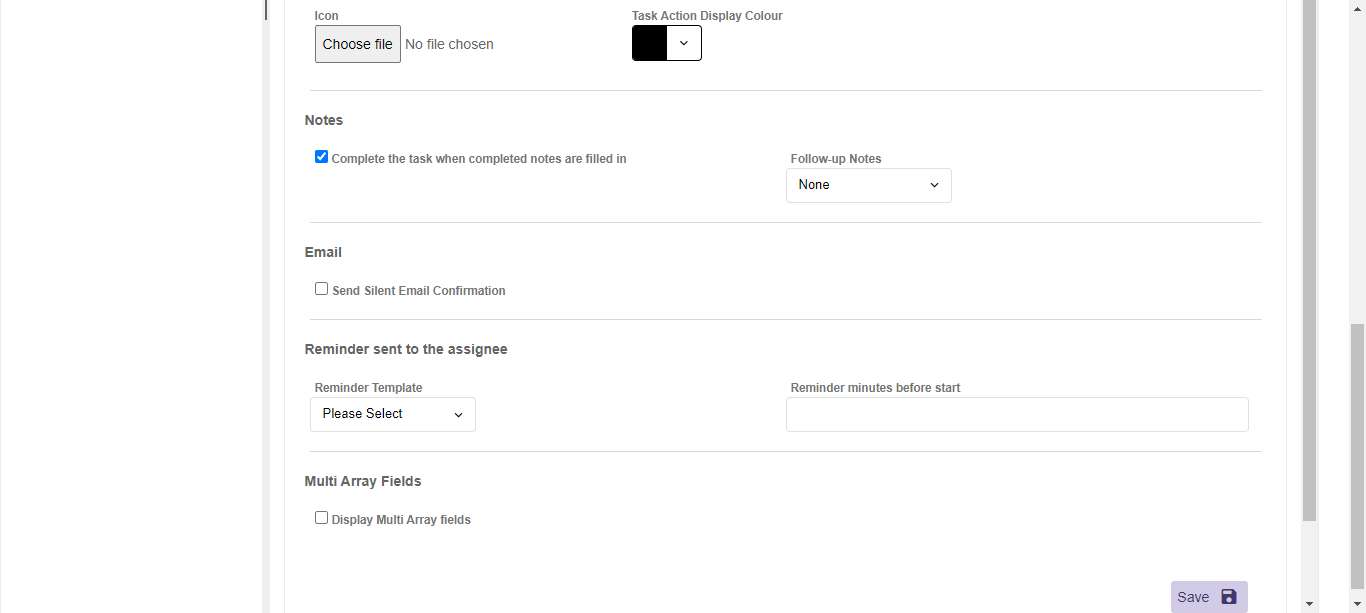 Icon
Task Action Display Colour
Choose file No file chosen
Notes
Complete the task when completed notes are filled in
Follow-up Notes
None
Email
Send Silent Email Confirmation
Reminder sent to the assignee
Reminder Template
Reminder minutes before start
Please Select
Multi Array Fields
Display Multi Array fields
Save